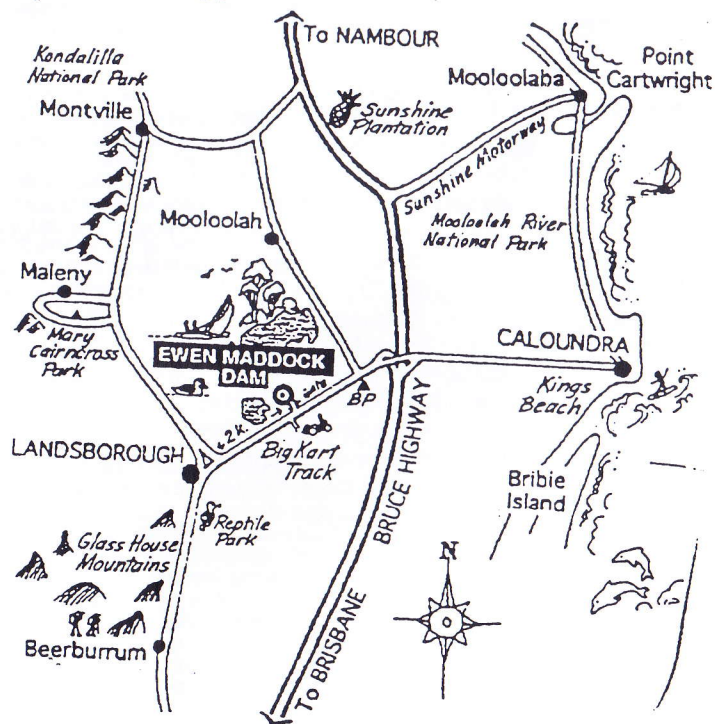 To NAMBOUR
Kondalilla
National Park
Montville
Point
Cartwright
Mooloolaba
Sunshine
Plantation
Sunshine Motorway
Mooloolah
Mooloolah River
National Park
Maleny
Mary
Cairncross
Park
EWEN MADDOCK
DAM
CALOUNDRA
BP
Kings
Beach
2K.
LANDSBOROUGH
Big Kart
Track
BRUCE HIGHWAY
Bribie
Island
Reptile
Park
Glass House
Mountains
N
Beerburrum
To BRISBANE